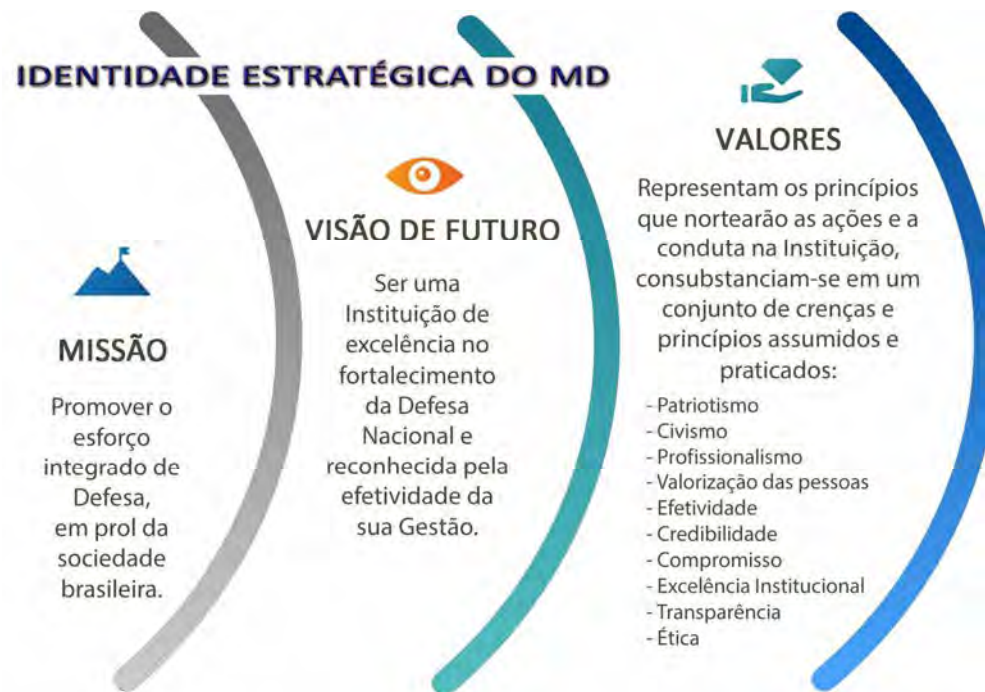 IDENTIDADE ESTRATÉGICA DO MD
MISSÃO
Promover o
esforço
integrado de
Defesa,
em prol da
sociedade
brasileira.
VISÃO DE FUTURO
Ser uma
Instituição de
excelência no
fortalecimento
da Defesa
Nacional e
reconhecida pela
efetividade da
sua Gestão.
VALORES
Representam os princípios
que nortearão as ações e a
conduta na Instituição,
consubstanciam-se em um
conjunto de crenças e
princípios assumidos e
praticados:
- Patriotismo
- Civismo
- Profissionalismo
- Valorização das pessoas
- Efetividade
- Credibilidade
- Compromisso
- Excelência Institucional
- Transparência
- Ética